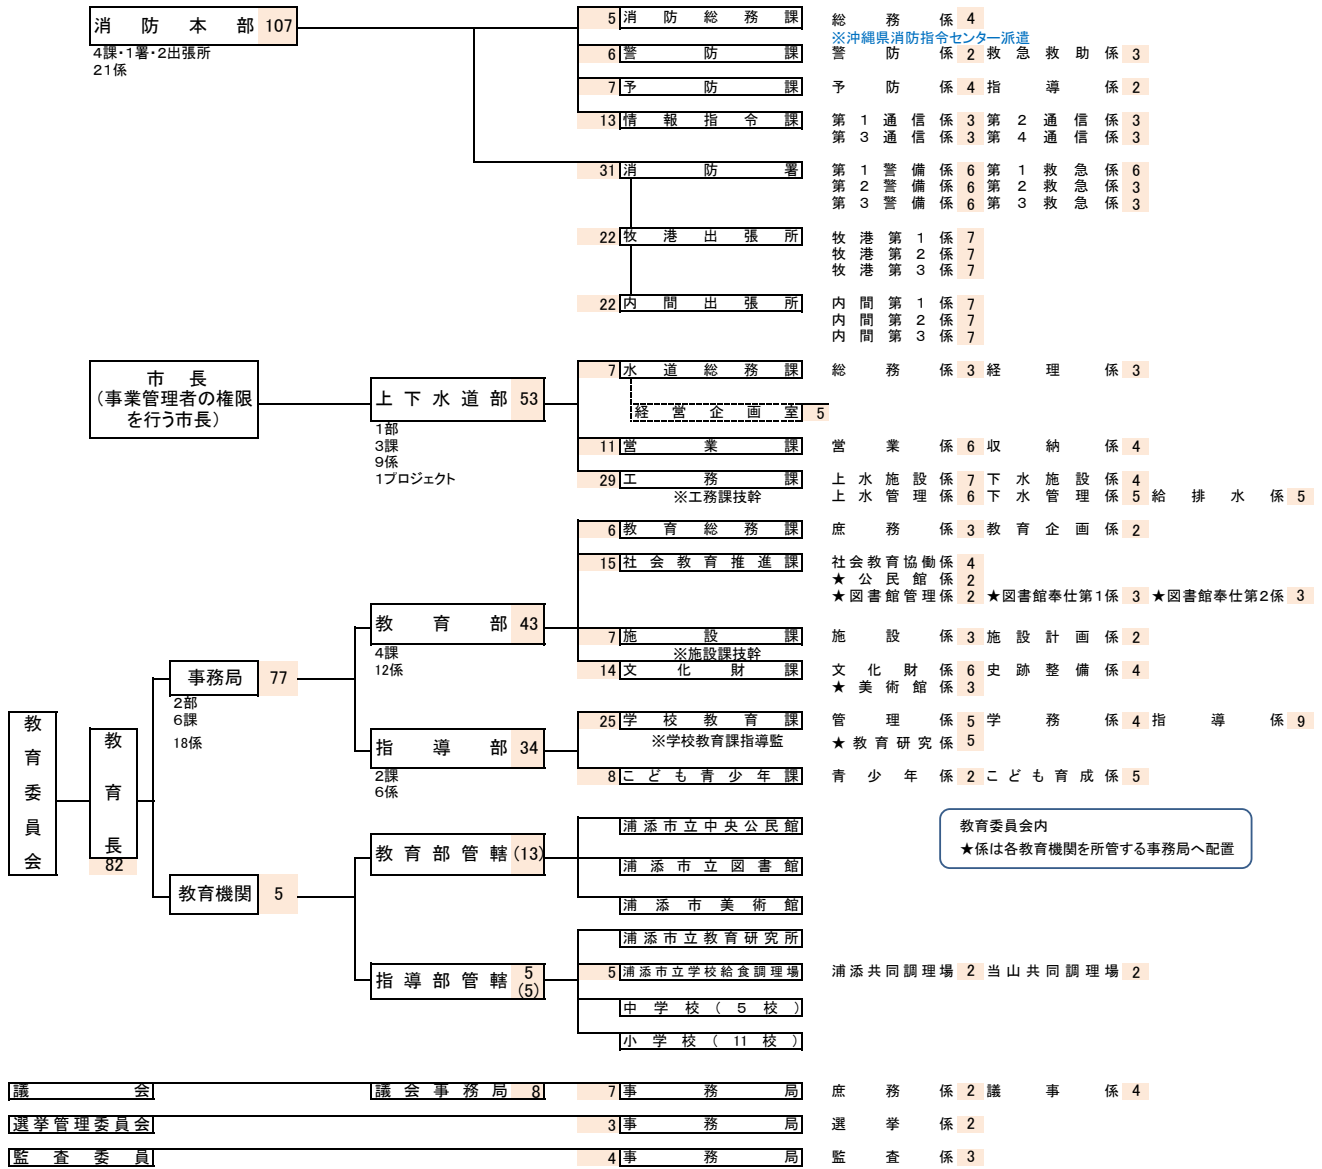 消防本部 107
4課・1署・2出張所
21係
5 消防総務課 総務係 4
※沖縄県消防指令センター派遣
6 警防課 警防係 2 救急救助係 3
7 予防課 予防係 4 指導係 2
13 情報指令課 第1通信係 3 第2通信係 3
第3通信係 3 第4通信係 3
31 消防署 第1警備係 6 第1救急係 6
第2警備係 6 第2救急係 3
第3警備係 6 第3救急係 3
22 牧港出張所 牧港第1係 7
牧港第2係 7
牧港第3係 7
22 内間出張所 内間第1係 7
内間第2係 7
内間第3係 7
市長
(事業管理者の権限
を行う市長)
上下水道部 53
1部
3課
9係
1プロジェクト
7 水道総務課 総務係 3 経理係 3
経営企画室 5
11 営業課 営業係 6 収納係 4
29 工務課 上水施設係 7 下水施設係 4
※工務課技幹 上水管理係 6 下水管理係 5 給排水係 5
教育委員会
教育長
82
事務局 77
2部
6課
18係
教育部 43
4課
12係
6 教育総務課 庶務係 3 教育企画係 2
15 社会教育推進課 社会教育協働係 4
★公民館係 2
★図書館管理係 2 ★図書館奉仕第1係 3 ★図書館奉仕第2係 3
7 施設課 施設係 3 施設計画係 2
※施設課技幹
14 文化財課 文化財係 6 史跡整備係 4
★美術館係 3
指導部 34
2課
6係
25 学校教育課 管理係 5 学務係 4 指導係 9
※学校教育課指導監 ★教育研究係 5
8 こども青少年課 青少年係 2 こども育成係 5
教育機関 5
教育部管轄 (13)
浦添市立中央公民館
浦添市立図書館
浦添市美術館
教育委員会内
★係は各教育機関を所管する事務局へ配置
指導部管轄 5
(5)
浦添市立教育研究所
5 浦添市立学校給食調理場 浦添共同調理場 2 当山共同調理場 2
中学校(5校)
小学校(11校)
議会 議会事務局 8 7 事務局 庶務係 2 議事係 4
選挙管理委員会 3 事務局 選挙係 2
監査委員 4 事務局 監査係 3